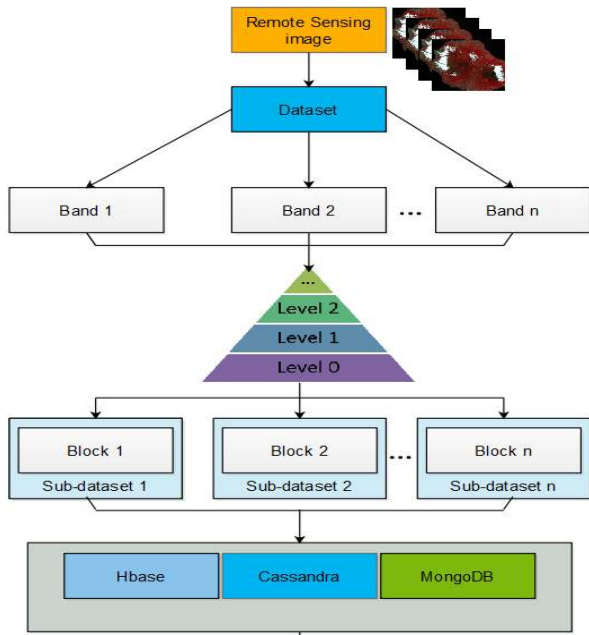 Remote Sensing
image
Dataset
Band 1
Band 2
...
Band n
...
Level 2
Level 1
Level 0
Block 1
Block 2
...
Block n
Sub-dataset 1
Sub-dataset 2
Sub-dataset n
Hbase
Cassandra
MongoDB